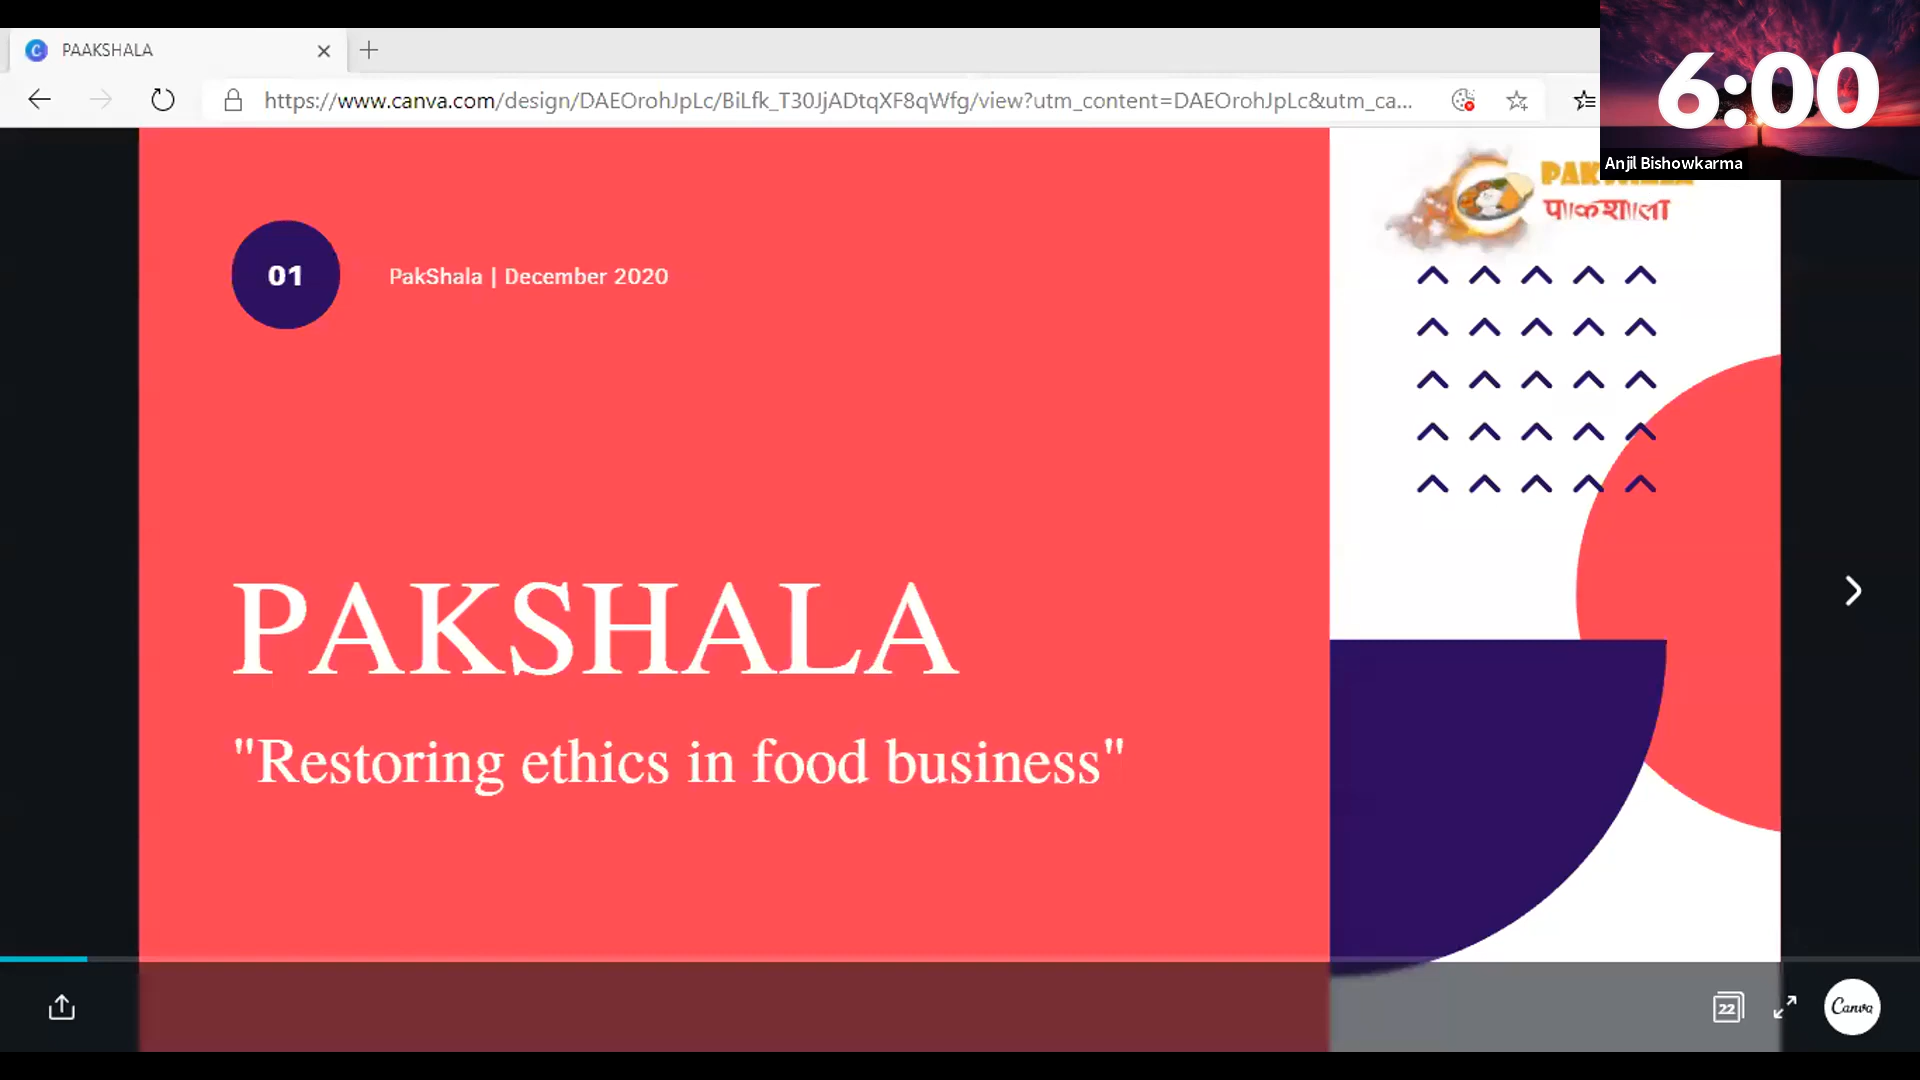 PAAKSHALA
https://www.canva.com/design/DAEOrohJpLc/BiLfk_T30JjADtqXF8qWfg/view?utm_content=DAEOrohJpLc&utm_ca...
6:00
Anjil Bishowkarma
पाकशाला
01
PakShala | December 2020
PAKSHALA
"Restoring ethics in food business"
22
Canva